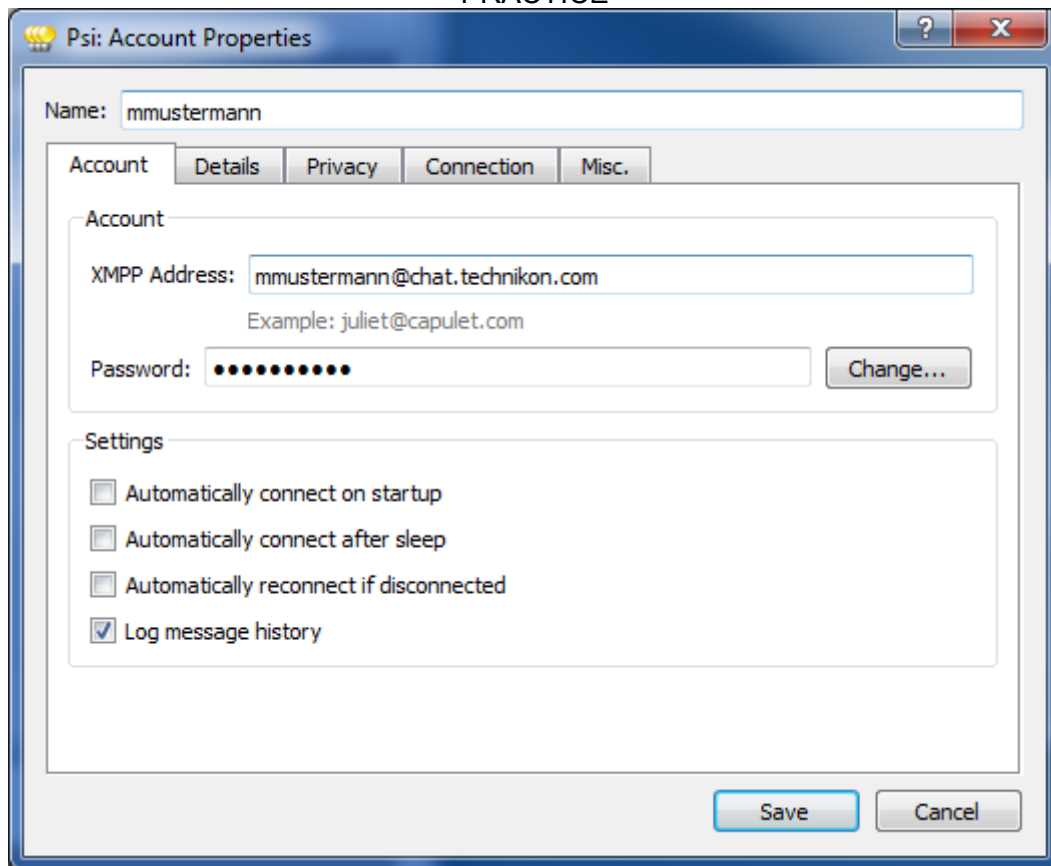 PRACTICE
Psi: Account Properties
Name: mmustermann
Account Details Privacy Connection Misc.
Account
XMPP Address: mmustermann@chat.technikon.com
Example: juliet@capulet.com
Password: ●●●●●●●●●● Change...
Settings
Automatically connect on startup
Automatically connect after sleep
Automatically reconnect if disconnected
Log message history
Save Cancel